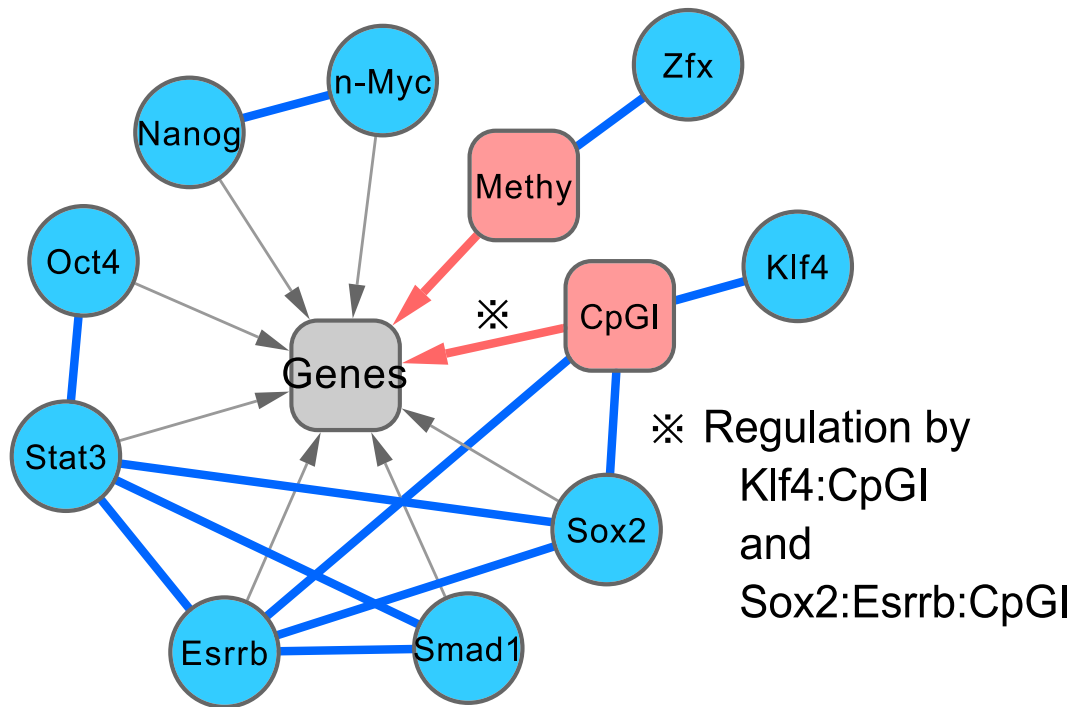 n-Myc
Zfx
Nanog
Methy
Oct4
Klf4
※
CpGI
Genes
Stat3
※ Regulation by
Klf4:CpGI
and
Sox2:Esrrb:CpGI
Sox2
Esrrb
Smad1